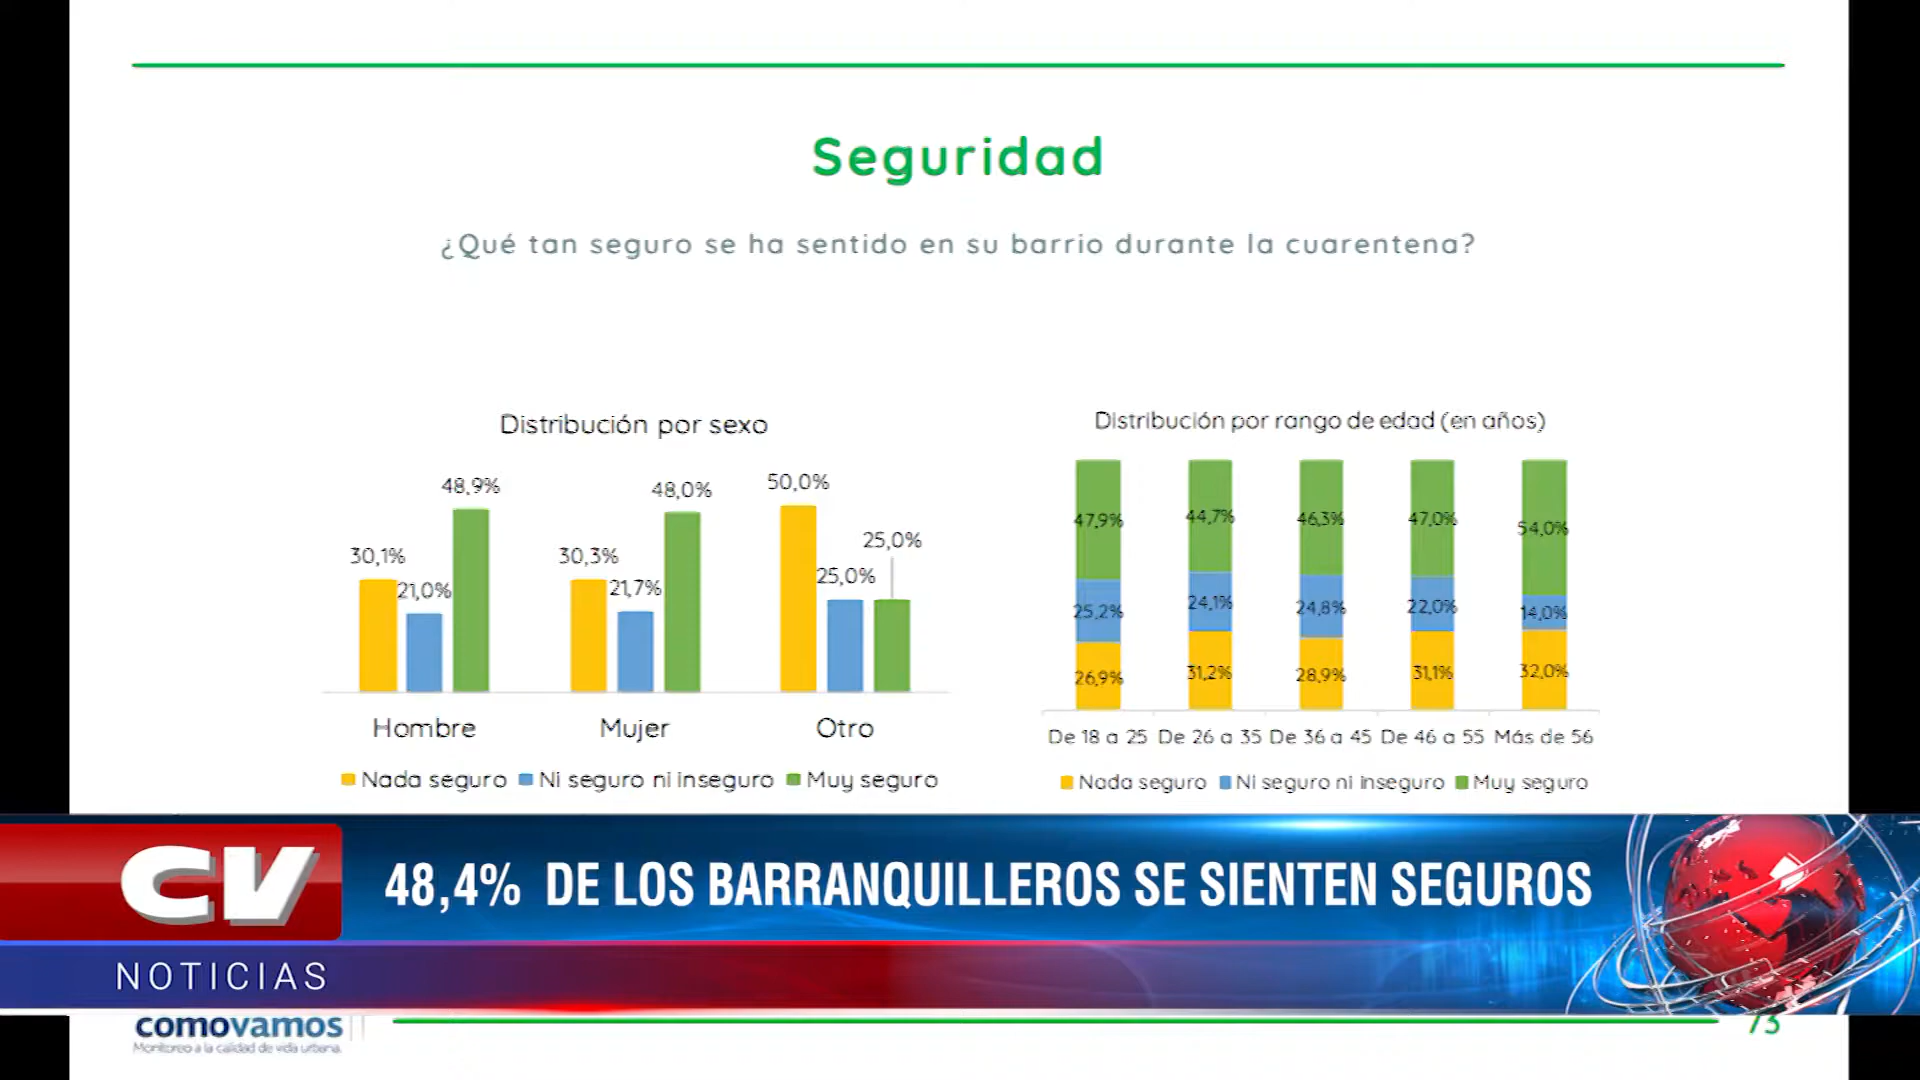 Seguridad
¿Qué tan seguro se ha sentido en su barrio durante la cuarentena?
Distribución por sexo
48,9%
48,0%
50,0%
30,1%
30,3%
25,0%
21,0%
21,7%
25,0%
Hombre Mujer Otro
Nada seguro Ni seguro ni inseguro Muy seguro
Distribución por rango de edad (en años)
47,9% 44,7% 46,3% 47,0% 54,0%
25,2% 24,1% 24,8% 22,0% 14,0%
26,9% 31,2% 28,9% 31,1% 32,0%
De 18 a 25 De 26 a 35 De 36 a 45 De 46 a 55 Más de 56
Nada seguro Ni seguro ni inseguro Muy seguro
CV
NOTICIAS
48,4% DE LOS BARRANQUILLEROS SE SIENTEN SEGUROS
comovamos
Monitoreo a la calidad de vida urbana.
73